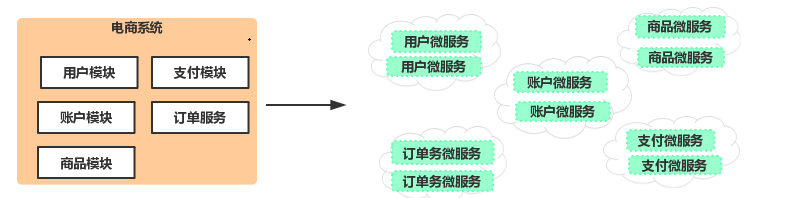 电商系统
用户模块
支付模块
账户模块
订单服务
商品模块
用户微服务
用户微服务
商品微服务
商品微服务
账户微服务
账户微服务
订单务微服务
订单务微服务
支付微服务
支付微服务